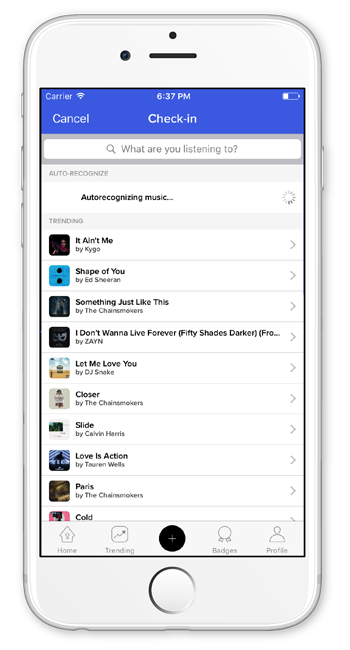 Carrier 6:37 PM
Cancel Check-in
What are you listening to?
AUTO-RECOGNIZE
Autorecognizing music...
TRENDING
It Ain't Me
by Kygo
Shape of You
by Ed Sheeran
Something Just Like This
by The Chainsmokers
I Don't Wanna Live Forever (Fifty Shades Darker) (Fro...
by ZAYN
Let Me Love You
by DJ Snake
Closer
by The Chainsmokers
Slide
by Calvin Harris
Love Is Action
by Tauren Wells
Paris
by The Chainsmokers
Cold
Home Trending + Badges Profile